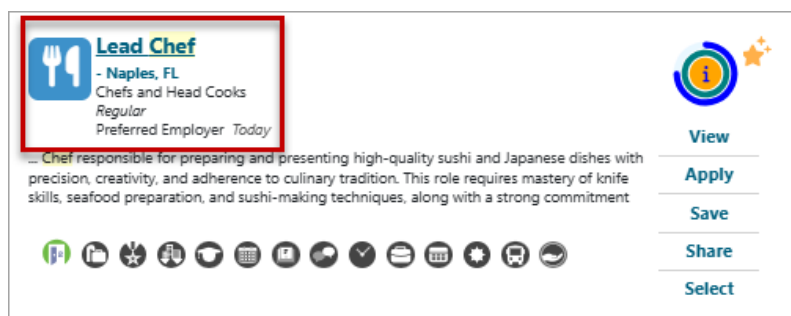 Lead Chef
- Naples, FL
Chefs and Head Cooks
Regular
Preferred Employer Today
... Chef responsible for preparing and presenting high-quality sushi and Japanese dishes with
precision, creativity, and adherence to culinary tradition. This role requires mastery of knife
skills, seafood preparation, and sushi-making techniques, along with a strong commitment
i
View
Apply
Save
Share
Select